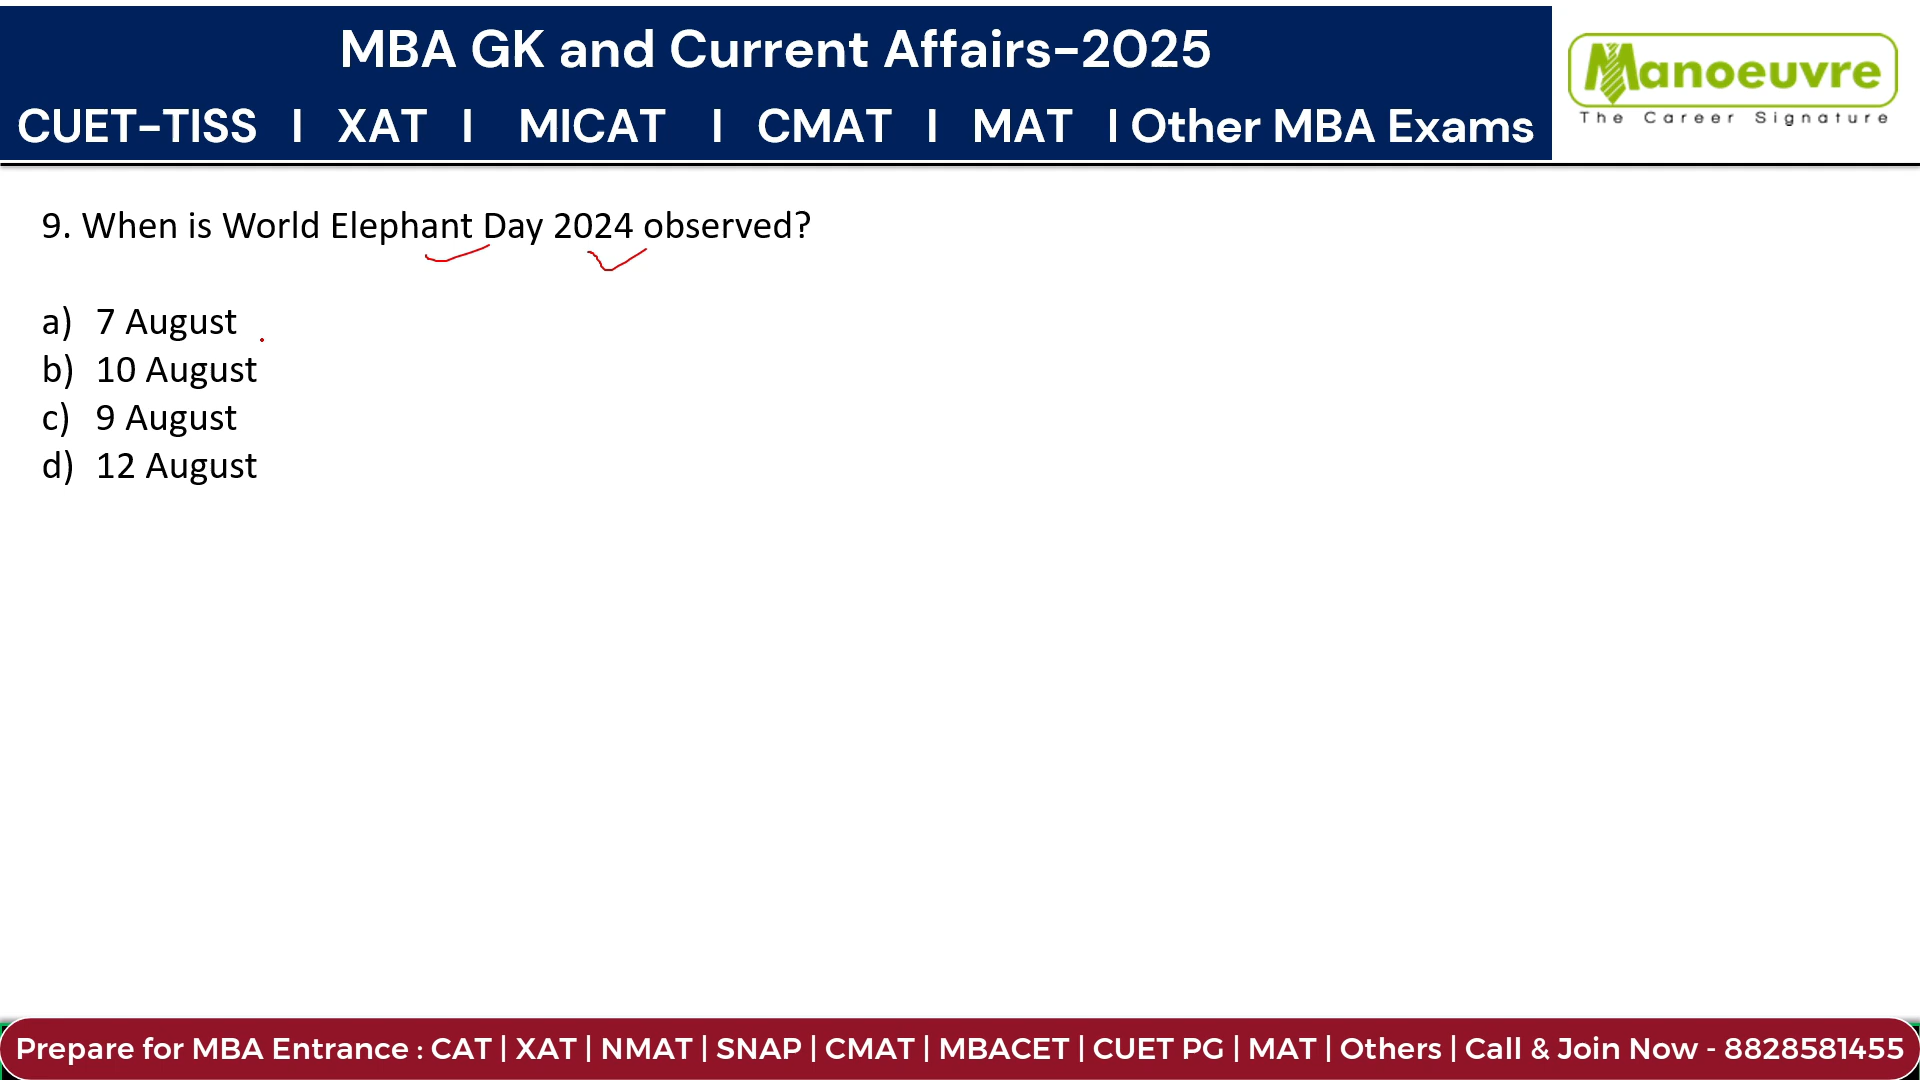 MBA GK and Current Affairs-2025
CUET-TISS I XAT I MICAT I CMAT I MAT I Other MBA Exams
Manoeuvre
The Career Signature
9. When is World Elephant Day 2024 observed?
a) 7 August
b) 10 August
c) 9 August
d) 12 August
Prepare for MBA Entrance : CAT | XAT | NMAT | SNAP | CMAT | MBACET | CUET PG | MAT | Others | Call & Join Now - 8828581455